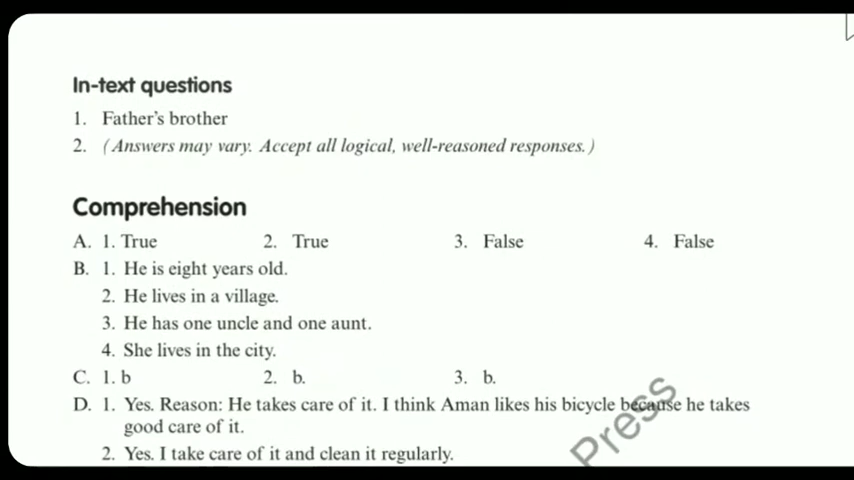 In-text questions
1. Father's brother
2. (Answers may vary. Accept all logical, well-reasoned responses.)
Comprehension
A. 1. True 2. True 3. False 4. False
B. 1. He is eight years old.
2. He lives in a village.
3. He has one uncle and one aunt.
4. She lives in the city.
C. 1. b 2. b. 3. b.
D. 1. Yes. Reason: He takes care of it. I think Aman likes his bicycle because he takes
good care of it.
2. Yes. I take care of it and clean it regularly.
Press